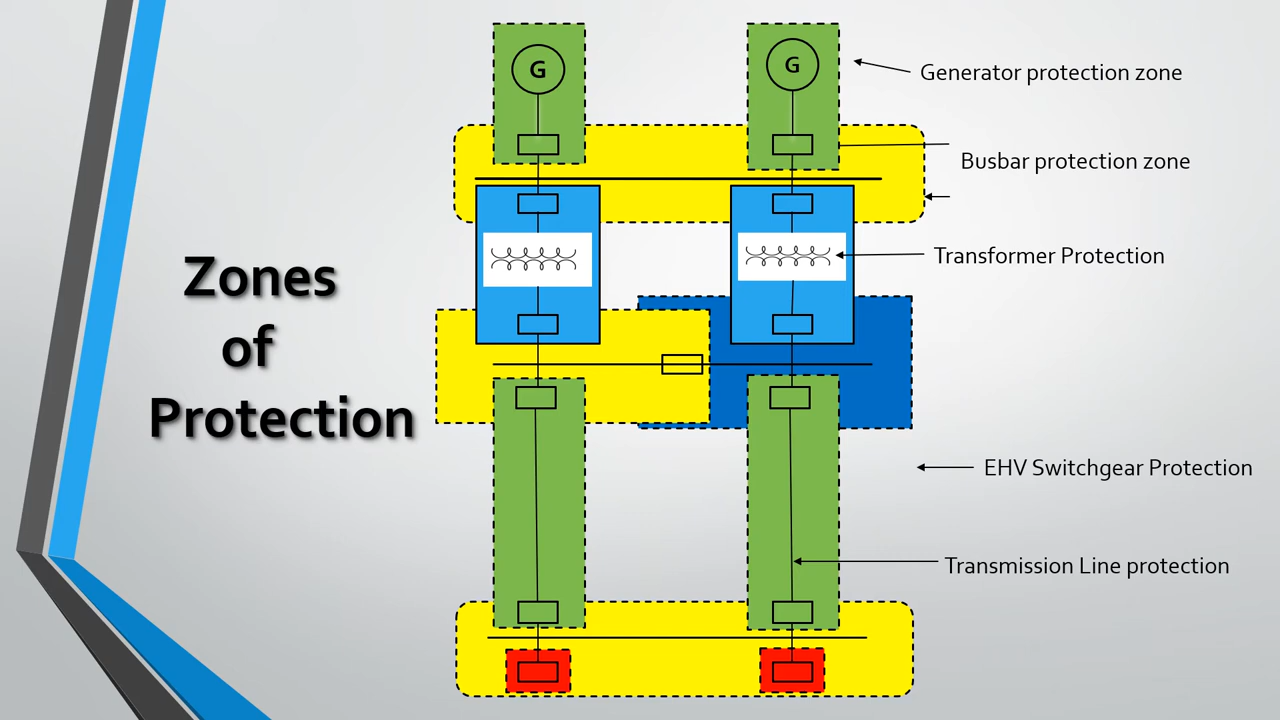 Zones
of
Protection
G
G
Generator protection zone
Busbar protection zone
Transformer Protection
EHV Switchgear Protection
Transmission Line protection